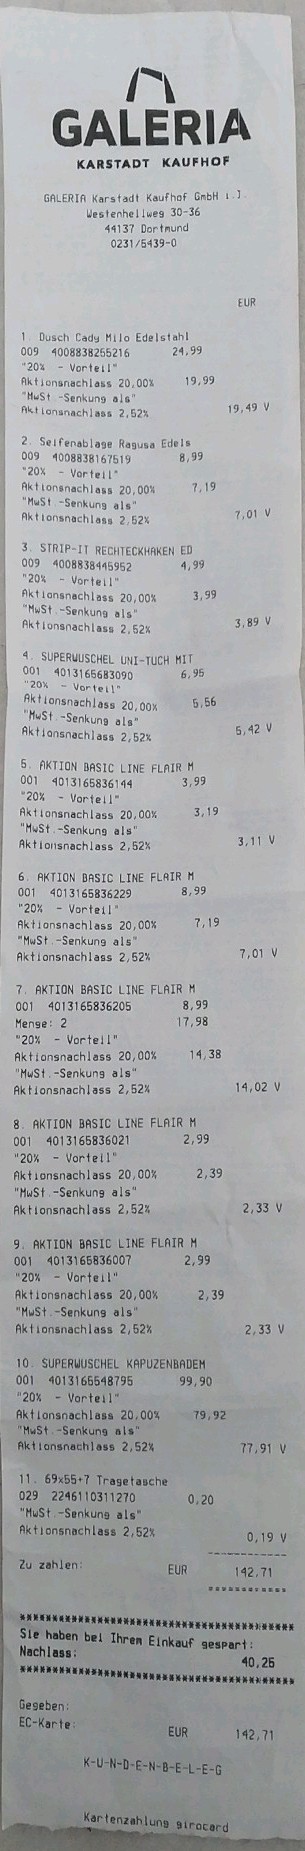 GALERIA
KARSTADT KAUFHOF
GALERIA Karstadt Kaufhof GmbH i.I.
Westenhellweg 30-36
44137 Dortmund
0231/5439-0
EUR
1. Dusch Cady Milo Edelstahl
009 4008838255216 24,99
"20% - Vorteil"
Aktionsnachlass 20,00% 19,99
"MwSt.-Senkung als"
Aktionsnachlass 2,52% 19,49 V
2. Seifenablage Ragusa Edels
009 4008838167519 8,99
"20% - Vorteil"
Aktionsnachlass 20,00% 7,19
"MwSt.-Senkung als"
Aktionsnachlass 2,52% 7,01 V
3. STRIP-IT RECHTECKHAKEN ED
009 4008838445952 4,99
"20% - Vorteil"
Aktionsnachlass 20,00% 3,99
"MwSt.-Senkung als"
Aktionsnachlass 2,52% 3,89 V
4. SUPERWUSCHEL UNI-TUCH MIT
001 4013165683090 6,95
"20% - Vorteil"
Aktionsnachlass 20,00% 5,56
"MwSt.-Senkung als"
Aktionsnachlass 2,52% 5,42 V
5. AKTION BASIC LINE FLAIR M
001 4013165836144 3,99
"20% - Vorteil"
Aktionsnachlass 20,00% 3,19
"MwSt.-Senkung als"
Aktionsnachlass 2,52% 3,11 V
6. AKTION BASIC LINE FLAIR M
001 4013165836229 8,99
"20% - Vorteil"
Aktionsnachlass 20,00% 7,19
"MwSt.-Senkung als"
Aktionsnachlass 2,52% 7,01 V
7. AKTION BASIC LINE FLAIR M
001 4013165836205 8,99
Menge: 2 17,98
"20% - Vorteil"
Aktionsnachlass 20,00% 14,38
"MwSt.-Senkung als"
Aktionsnachlass 2,52% 14,02 V
8. AKTION BASIC LINE FLAIR M
001 4013165836021 2,99
"20% - Vorteil"
Aktionsnachlass 20,00% 2,39
"MwSt.-Senkung als"
Aktionsnachlass 2,52% 2,33 V
9. AKTION BASIC LINE FLAIR M
001 4013165836007 2,99
"20% - Vorteil"
Aktionsnachlass 20,00% 2,39
"MwSt.-Senkung als"
Aktionsnachlass 2,52% 2,33 V
10. SUPERWUSCHEL KAPUZENBADEM
001 4013165548795 99,90
"20% - Vorteil"
Aktionsnachlass 20,00% 79,92
"MwSt.-Senkung als"
Aktionsnachlass 2,52% 77,91 V
11. 69x55+7 Tragetasche
029 2246110311270 0,20
"MwSt.-Senkung als"
Aktionsnachlass 2,52% 0,19 V
------------
Zu zahlen: EUR 142,71
============
****************************************
Sie haben bei Ihrem Einkauf gespart:
Nachlass: 40,25
****************************************
Gegeben:
EC-Karte: EUR 142,71
K-U-N-D-E-N-B-E-L-E-G
Kartenzahlung girocard